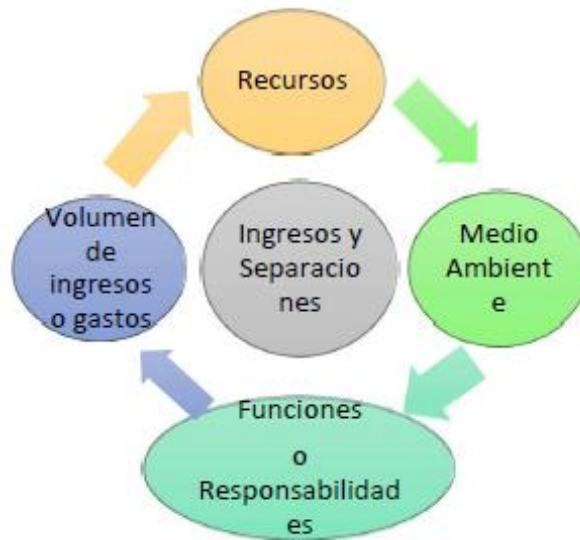 Recursos
Volumen
de
ingresos
o gastos
Ingresos y
Separacio
nes
Medio
Ambient
e
Funciones
o
Responsabilidad
es